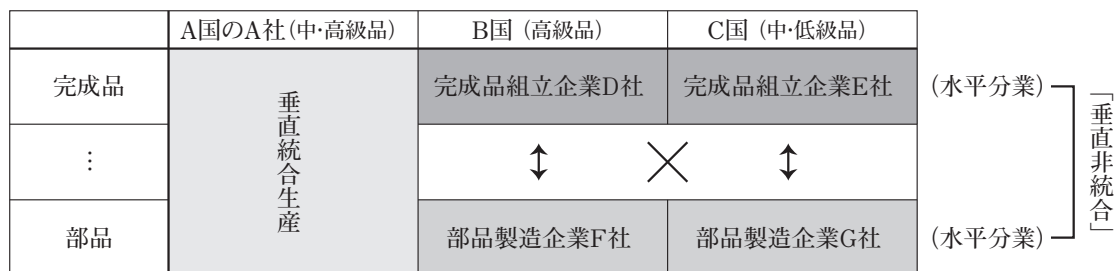 A国のA社(中・高級品) B国(高級品) C国(中・低級品)
完成品 完成品組立企業D社 完成品組立企業E社 (水平分業)
垂直統合生産
⋮
部品 部品製造企業F社 部品製造企業G社 (水平分業)
「垂直非統合」